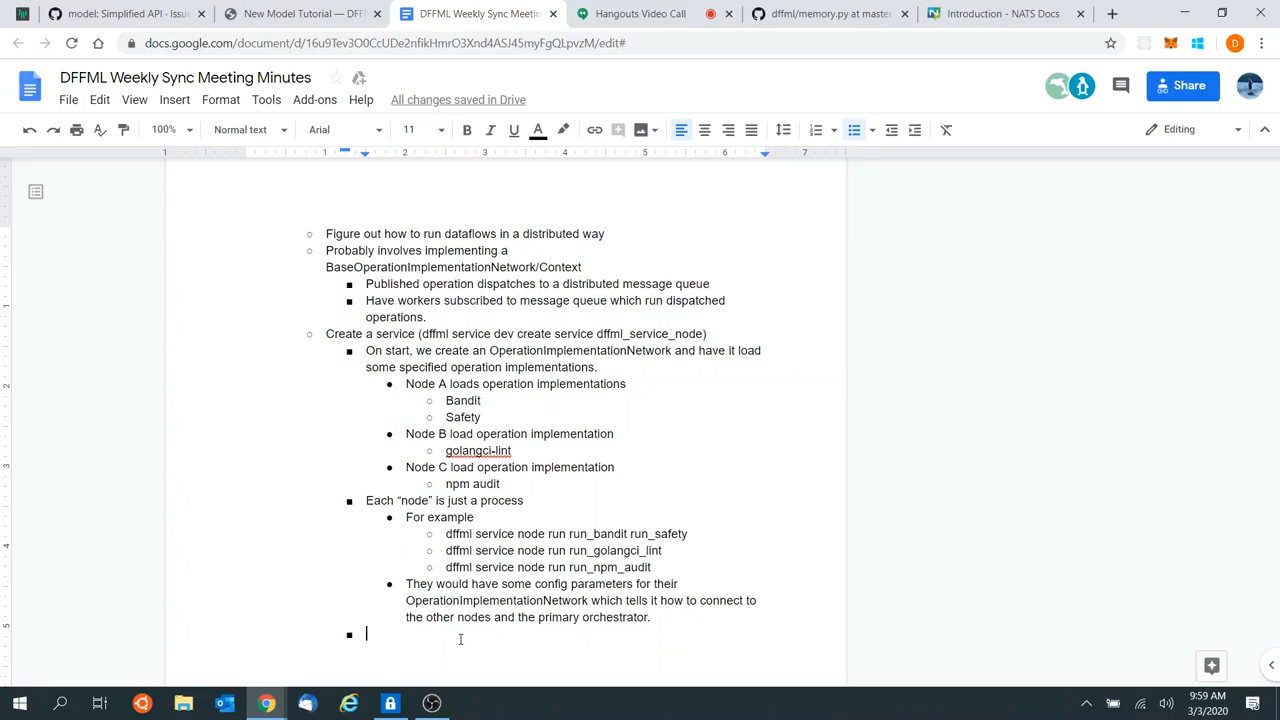 model: Simplified API · Issu
New Model Tutorial — DFF
DFFML Weekly Sync Meetin
Hangouts Video Call
dffml/memory.py at master
Introduction - NATS Docs
docs.google.com/document/d/16u9Tev3O0CcUDe2nfikHmrO3Xnd4ASJ45myFgQLpvzM/edit#
DFFML Weekly Sync Meeting Minutes
File Edit View Insert Format Tools Add-ons Help All changes saved in Drive
Share
100% Normal text Arial 11 B I U A Editing
1 1 2 3 4 5 6 7
Figure out how to run dataflows in a distributed way
Probably involves implementing a
BaseOperationImplementationNetwork/Context
Published operation dispatches to a distributed message queue
Have workers subscribed to message queue which run dispatched
operations.
Create a service (dffml service dev create service dffml_service_node)
On start, we create an OperationImplementationNetwork and have it load
some specified operation implementations.
Node A loads operation implementations
Bandit
Safety
Node B load operation implementation
golangci-lint
Node C load operation implementation
npm audit
Each “node” is just a process
For example
dffml service node run run_bandit run_safety
dffml service node run run_golangci_lint
dffml service node run run_npm_audit
They would have some config parameters for their
OperationImplementationNetwork which tells it how to connect to
the other nodes and the primary orchestrator.
9:59 AM
3/3/2020